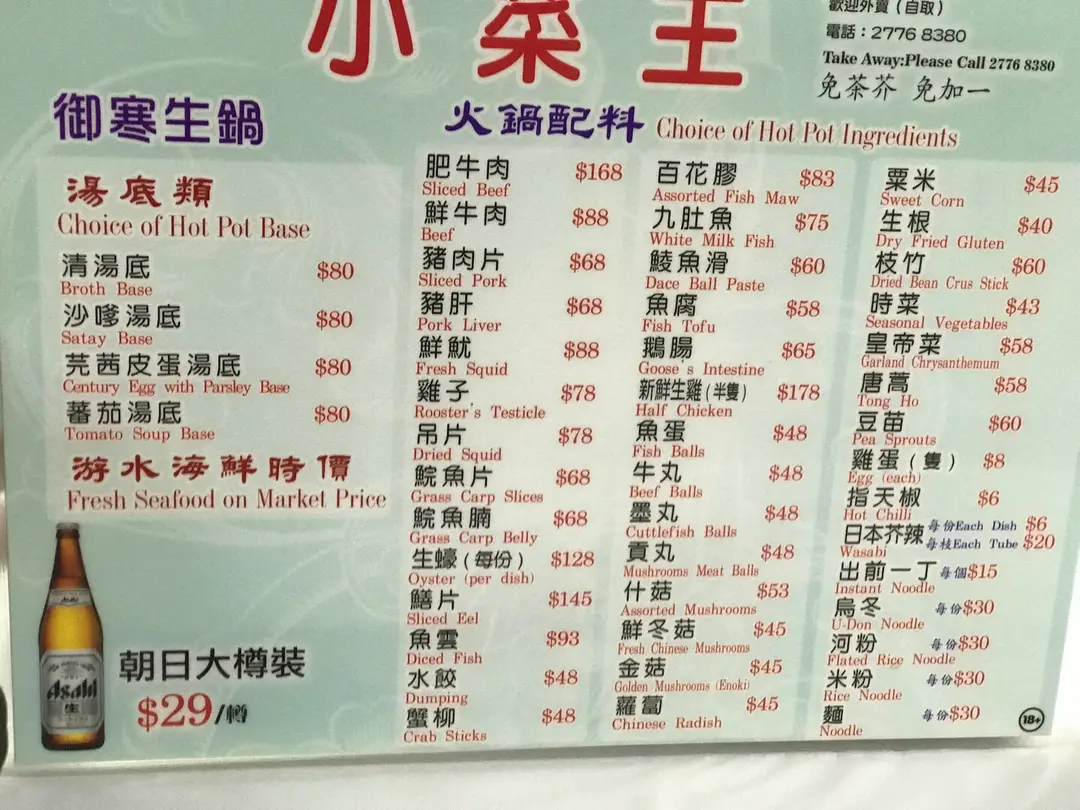 小菜王
歡迎外賣（自取）
電話：2776 8380
Take Away:Please Call 2776 8380
免茶芥 免加一
御寒生鍋
湯底類
Choice of Hot Pot Base
清湯底 $80
Broth Base
沙嗲湯底 $80
Satay Base
芫茜皮蛋湯底 $80
Century Egg with Parsley Base
蕃茄湯底 $80
Tomato Soup Base
游水海鮮時價
Fresh Seafood on Market Price
Asahi
生
朝日大樽裝
$29/樽
火鍋配料 Choice of Hot Pot Ingredients
肥牛肉 $168
Sliced Beef
鮮牛肉 $88
Beef
豬肉片 $68
Sliced Pork
豬肝 $68
Pork Liver
鮮魷 $88
Fresh Squid
雞子 $78
Rooster's Testicle
吊片 $78
Dried Squid
鯇魚片 $68
Grass Carp Slices
鯇魚腩 $68
Grass Carp Belly
生蠔（每份） $128
Oyster (per dish)
鱔片 $145
Sliced Eel
魚雲 $93
Diced Fish
水餃 $48
Dumping
蟹柳 $48
Crab Sticks
百花膠 $83
Assorted Fish Maw
九肚魚 $75
White Milk Fish
鯪魚滑 $60
Dace Ball Paste
魚腐 $58
Fish Tofu
鵝腸 $65
Goose's Intestine
新鮮生雞（半隻） $178
Half Chicken
魚蛋 $48
Fish Balls
牛丸 $48
Beef Balls
墨丸 $48
Cuttlefish Balls
貢丸 $48
Mushrooms Meat Balls
什菇 $53
Assorted Mushrooms
鮮冬菇 $45
Fresh Chinese Mushrooms
金菇 $45
Golden Mushrooms (Enoki)
蘿蔔 $45
Chinese Radish
粟米 $45
Sweet Corn
生根 $40
Dry Fried Gluten
枝竹 $60
Dried Bean Crus Stick
時菜 $43
Seasonal Vegetables
皇帝菜 $58
Garland Chrysanthemum
唐蒿 $58
Tong Ho
豆苗 $60
Pea Sprouts
雞蛋（隻） $8
Egg (each)
指天椒 $6
Hot Chilli
日本芥辣 每份Each Dish $6
每枝Each Tube $20
Wasabi
出前一丁 每個$15
Instant Noodle
烏冬 每份$30
U-Don Noodle
河粉 每份$30
Flated Rice Noodle
米粉 每份$30
Rice Noodle
麵 每份$30
Noodle
18+